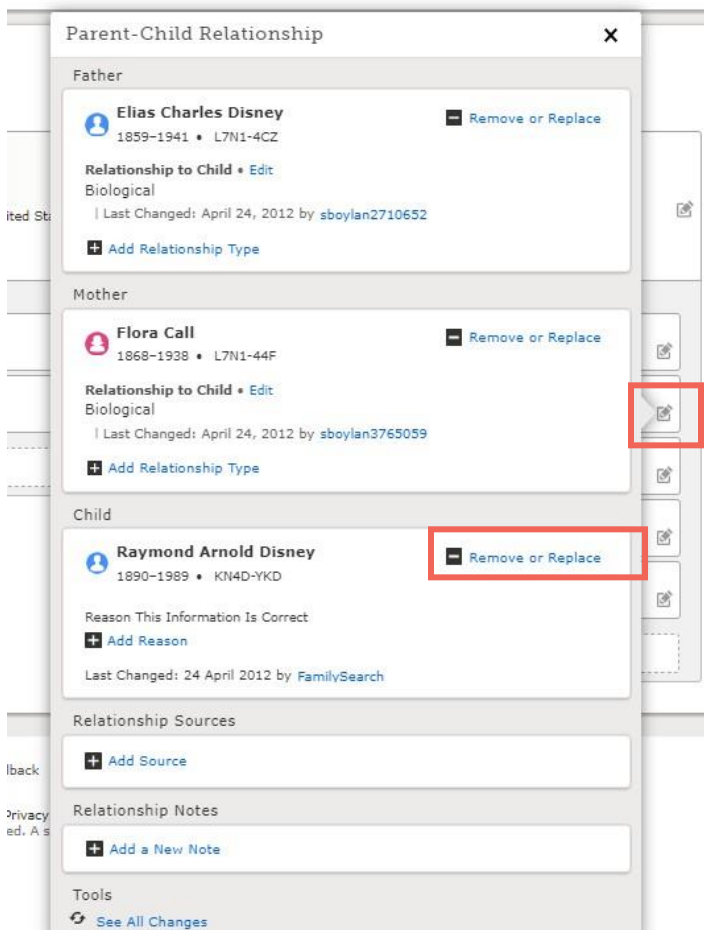 Parent-Child Relationship x
Father
Elias Charles Disney
Remove or Replace
1859–1941 • L7N1-4CZ
Relationship to Child • Edit
Biological
| Last Changed: April 24, 2012 by sboylan2710652
Add Relationship Type
Mother
Flora Call
Remove or Replace
1868–1938 • L7N1-44F
Relationship to Child • Edit
Biological
| Last Changed: April 24, 2012 by sboylan3765059
Add Relationship Type
Child
Raymond Arnold Disney
Remove or Replace
1890–1989 • KN4D-YKD
Reason This Information Is Correct
Add Reason
Last Changed: 24 April 2012 by FamilySearch
Relationship Sources
Add Source
Relationship Notes
Add a New Note
Tools
See All Changes
ited Sta
lback
Privacy
ed. A s